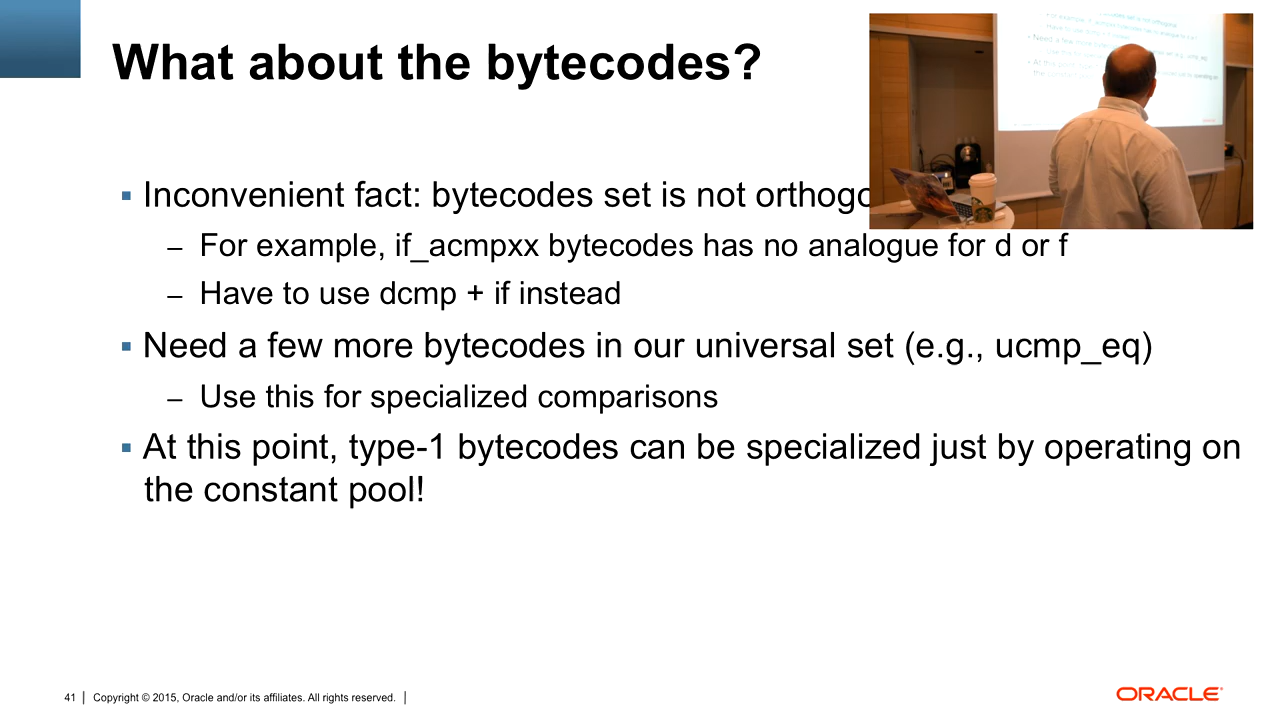 What about the bytecodes?
Inconvenient fact: bytecodes set is not
– For example, if_acmpxx bytecodes has no analogue for d or f
– Have to use dcmp + if instead
Need a few more bytecodes in our universal set (e.g., ucmp_eq)
– Use this for specialized comparisons
At this point, type-1 bytecodes can be specialized just by operating on
the constant pool!
41 | Copyright © 2015, Oracle and/or its affiliates. All rights reserved. |
ORACLE